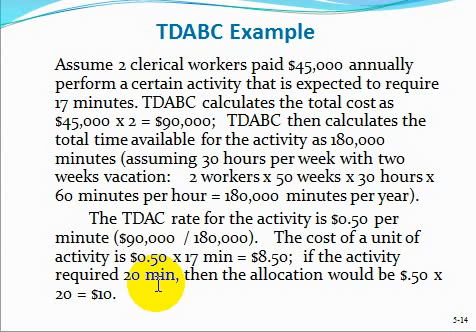 TDABC Example
Assume 2 clerical workers paid $45,000 annually
perform a certain activity that is expected to require
17 minutes. TDABC calculates the total cost as
$45,000 x 2 = $90,000; TDABC then calculates the
total time available for the activity as 180,000
minutes (assuming 30 hours per week with two
weeks vacation: 2 workers x 50 weeks x 30 hours x
60 minutes per hour = 180,000 minutes per year).
The TDAC rate for the activity is $0.50 per
minute ($90,000 / 180,000). The cost of a unit of
activity is $0.50 x 17 min = $8.50; if the activity
required 20 min, then the allocation would be $.50 x
20 = $10.
5-14